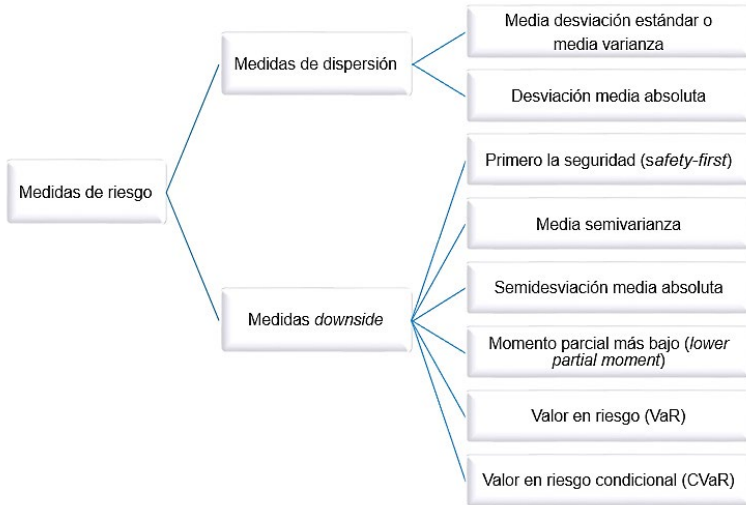 Media desviación estándar o
media varianza
Medidas de dispersión
Desviación media absoluta
Primero la seguridad (safety-first)
Medidas de riesgo
Media semivarianza
Semidesviación media absoluta
Medidas downside
Momento parcial más bajo (lower
partial moment)
Valor en riesgo (VaR)
Valor en riesgo condicional (CVaR)